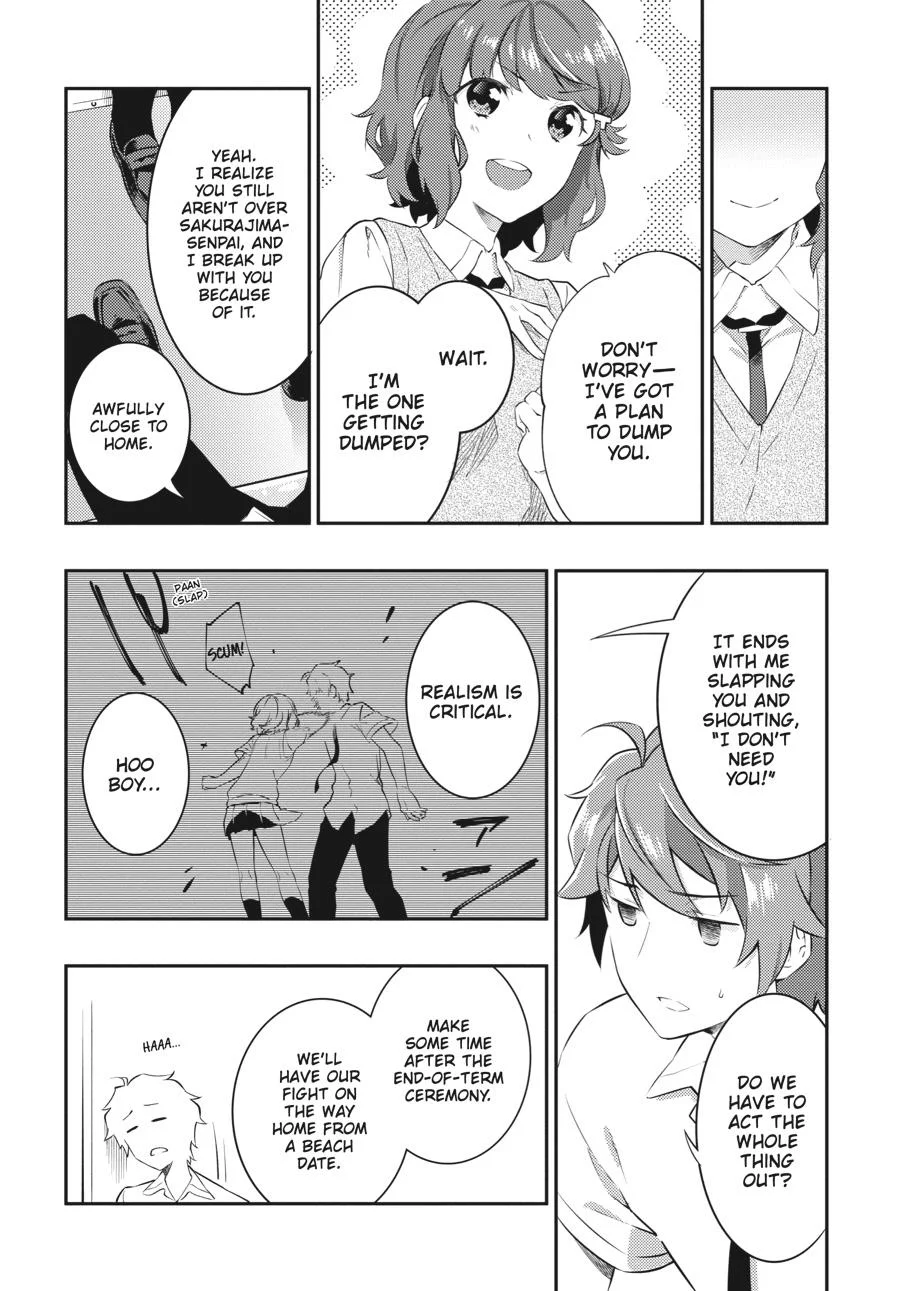 DON'T
WORRY—
I'VE GOT
A PLAN
TO DUMP
YOU.
WAIT.
I'M
THE ONE
GETTING
DUMPED?
YEAH.
I REALIZE
YOU STILL
AREN'T OVER
SAKURAJIMA-
SENPAI, AND
I BREAK UP
WITH YOU
BECAUSE
OF IT.
AWFULLY
CLOSE TO
HOME.
IT ENDS
WITH ME
SLAPPING
YOU AND
SHOUTING,
"I DON'T
NEED
YOU!"
DO WE
HAVE TO
ACT THE
WHOLE
THING
OUT?
REALISM IS
CRITICAL.
SCUM!
PAAN
(SLAP)
HOO
BOY...
MAKE
SOME TIME
AFTER THE
END-OF-TERM
CEREMONY.
WE'LL
HAVE OUR
FIGHT ON
THE WAY
HOME FROM
A BEACH
DATE.
HAAA...